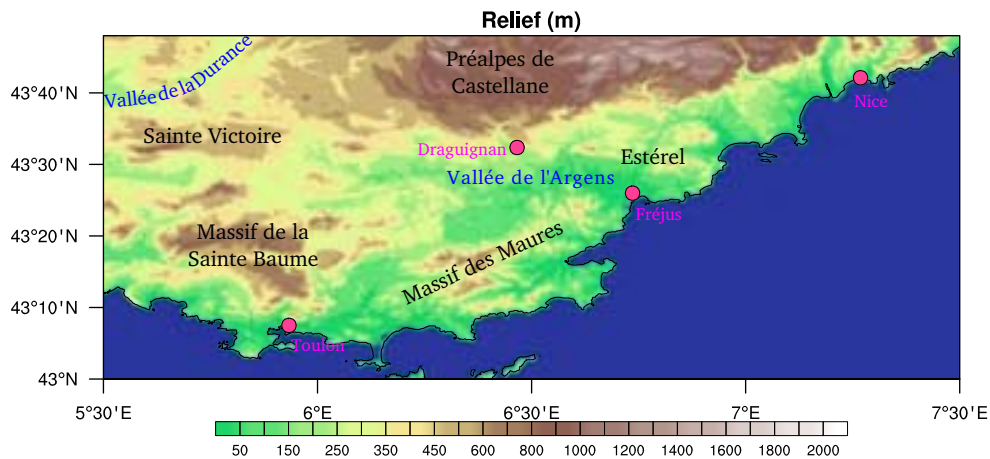 Relief (m)
Vallée de la Durance
Préalpes de
Castellane
43°40'N
Nice
Sainte Victoire
Draguignan
Estérel
43°30'N
Vallée de l'Argens
Fréjus
43°20'N
Massif de la
Sainte Baume
Massif des Maures
43°10'N
Toulon
43°N
5°30'E 6°E 6°30'E 7°E 7°30'E
50 150 250 350 450 600 800 1000 1200 1400 1600 1800 2000